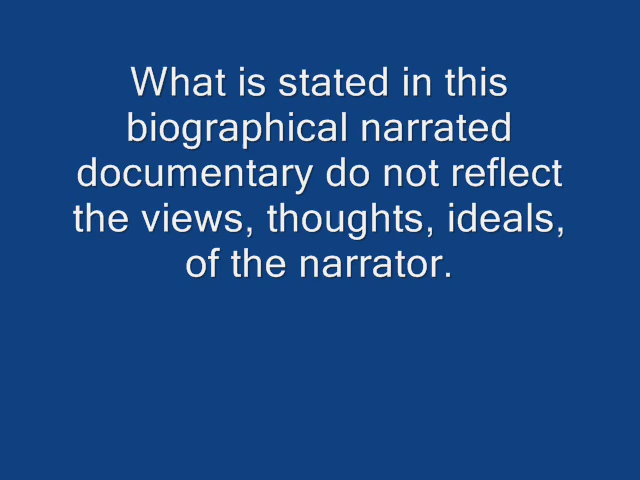 What is stated in this
biographical narrated
documentary do not reflect
the views, thoughts, ideals,
of the narrator.